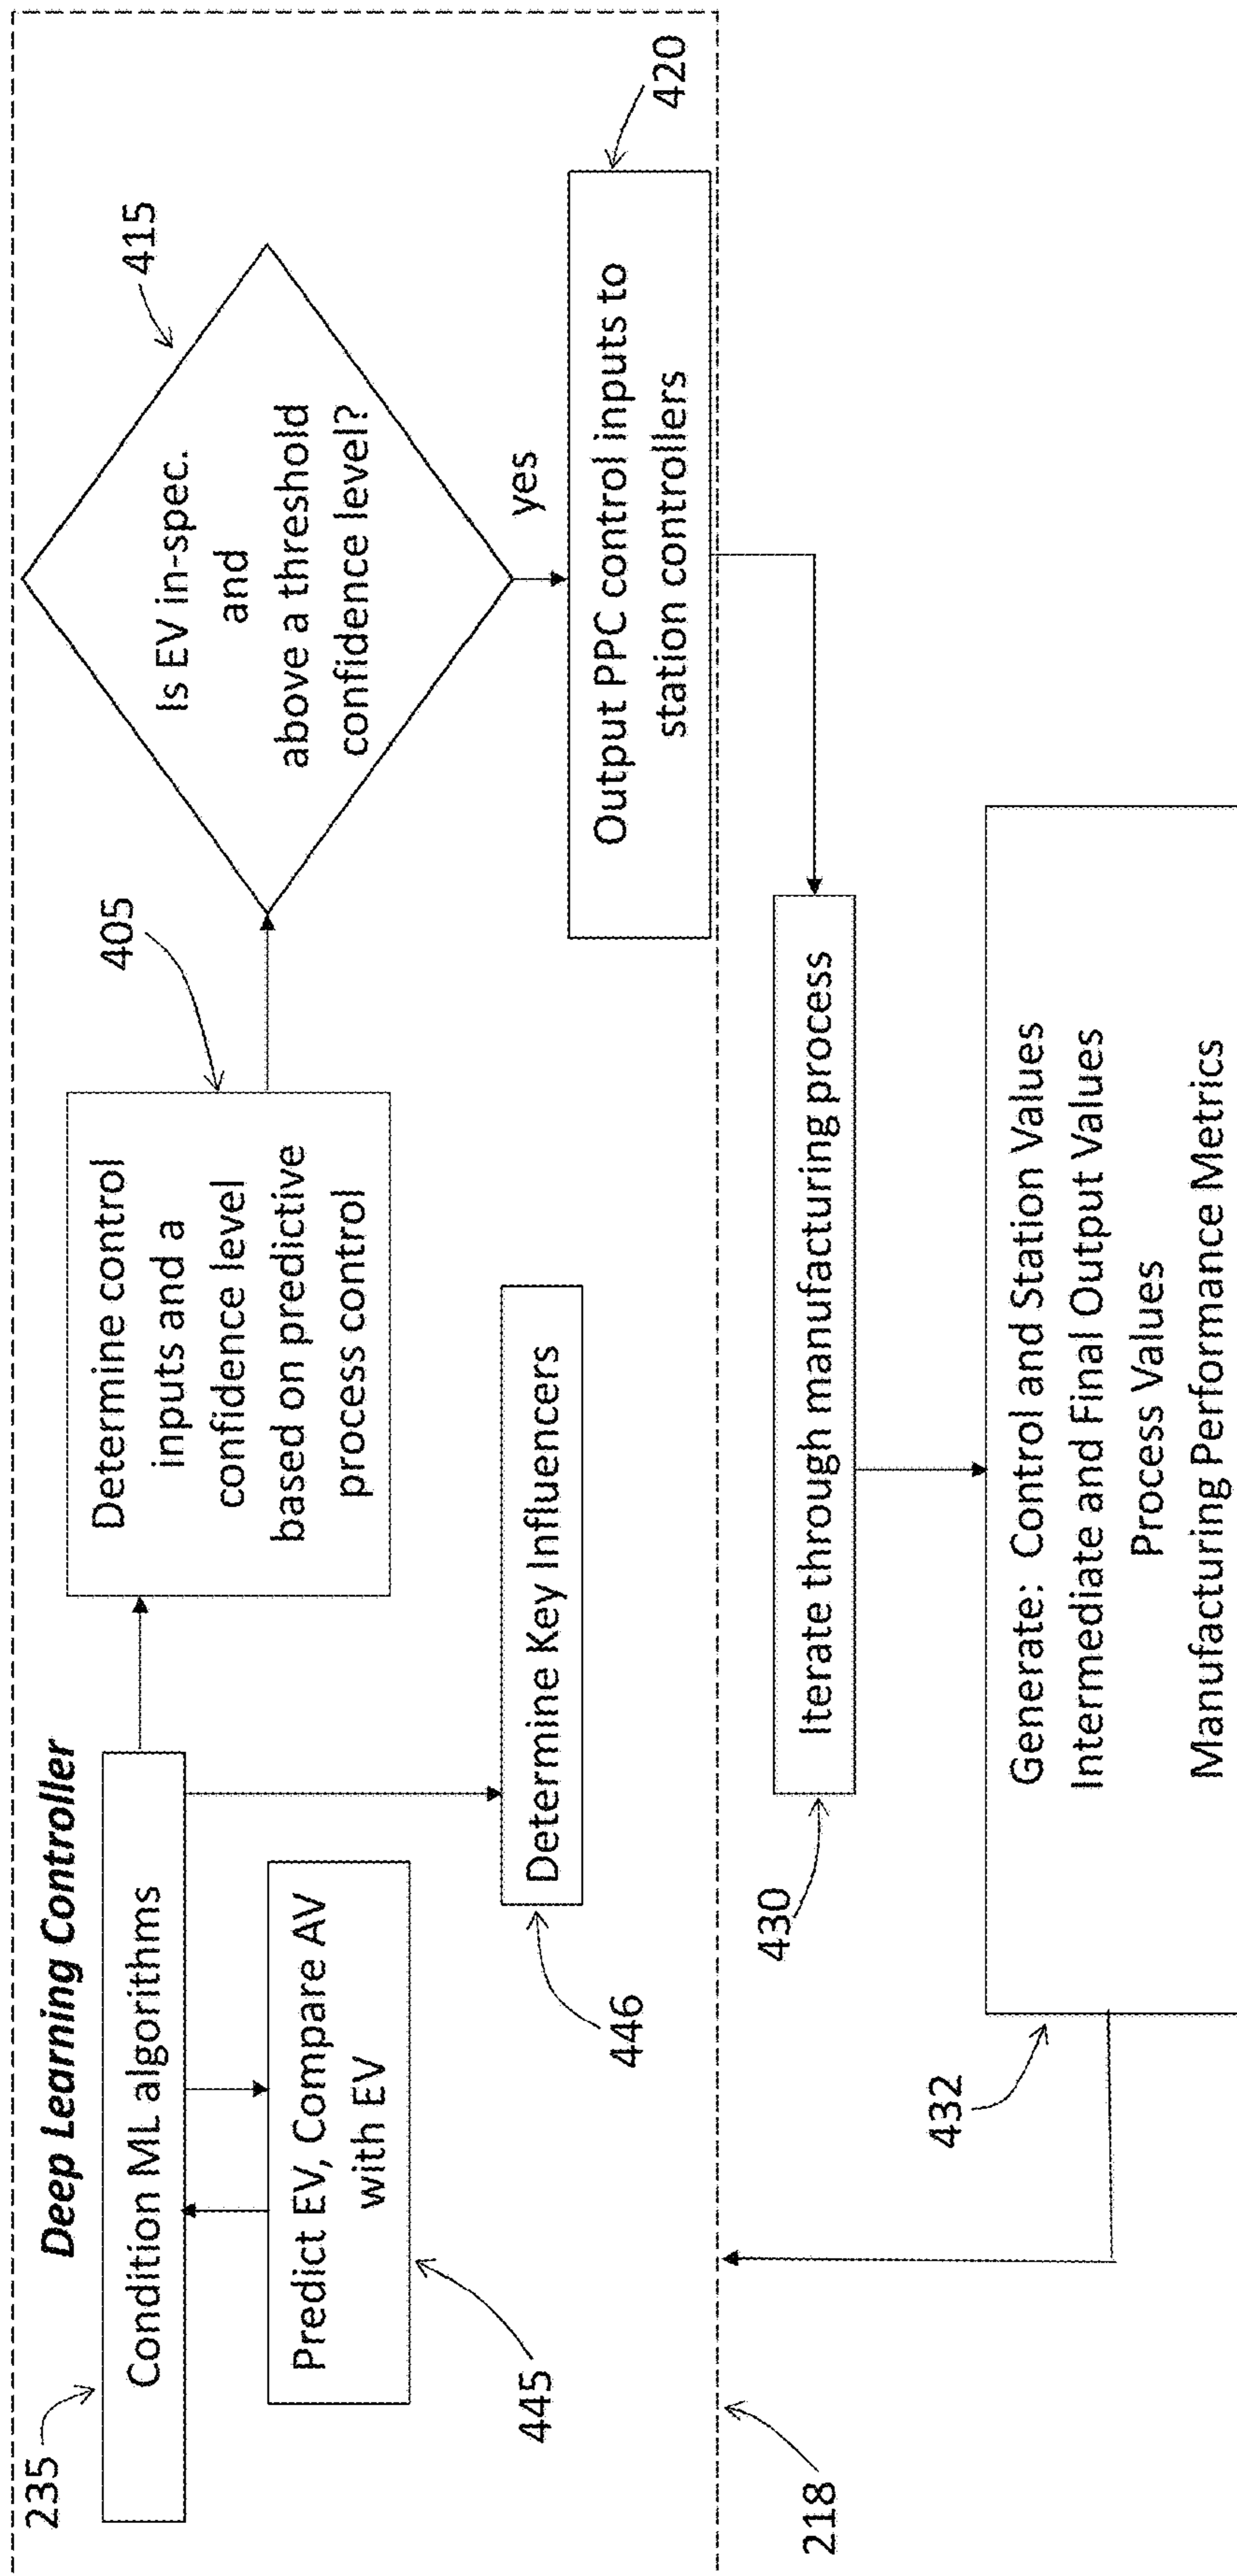 Deep Learning Controller
235
Condition ML algorithms
Predict EV, Compare AV
with EV
445
Determine Key Influencers
446
405
Determine control
inputs and a
confidence level
based on predictive
process control
415
Is EV in-spec.
and
above a threshold
confidence level?
yes
420
Output PPC control inputs to
station controllers
218
430
Iterate through manufacturing process
432
Generate: Control and Station Values
Intermediate and Final Output Values
Process Values
Manufacturing Performance Metrics